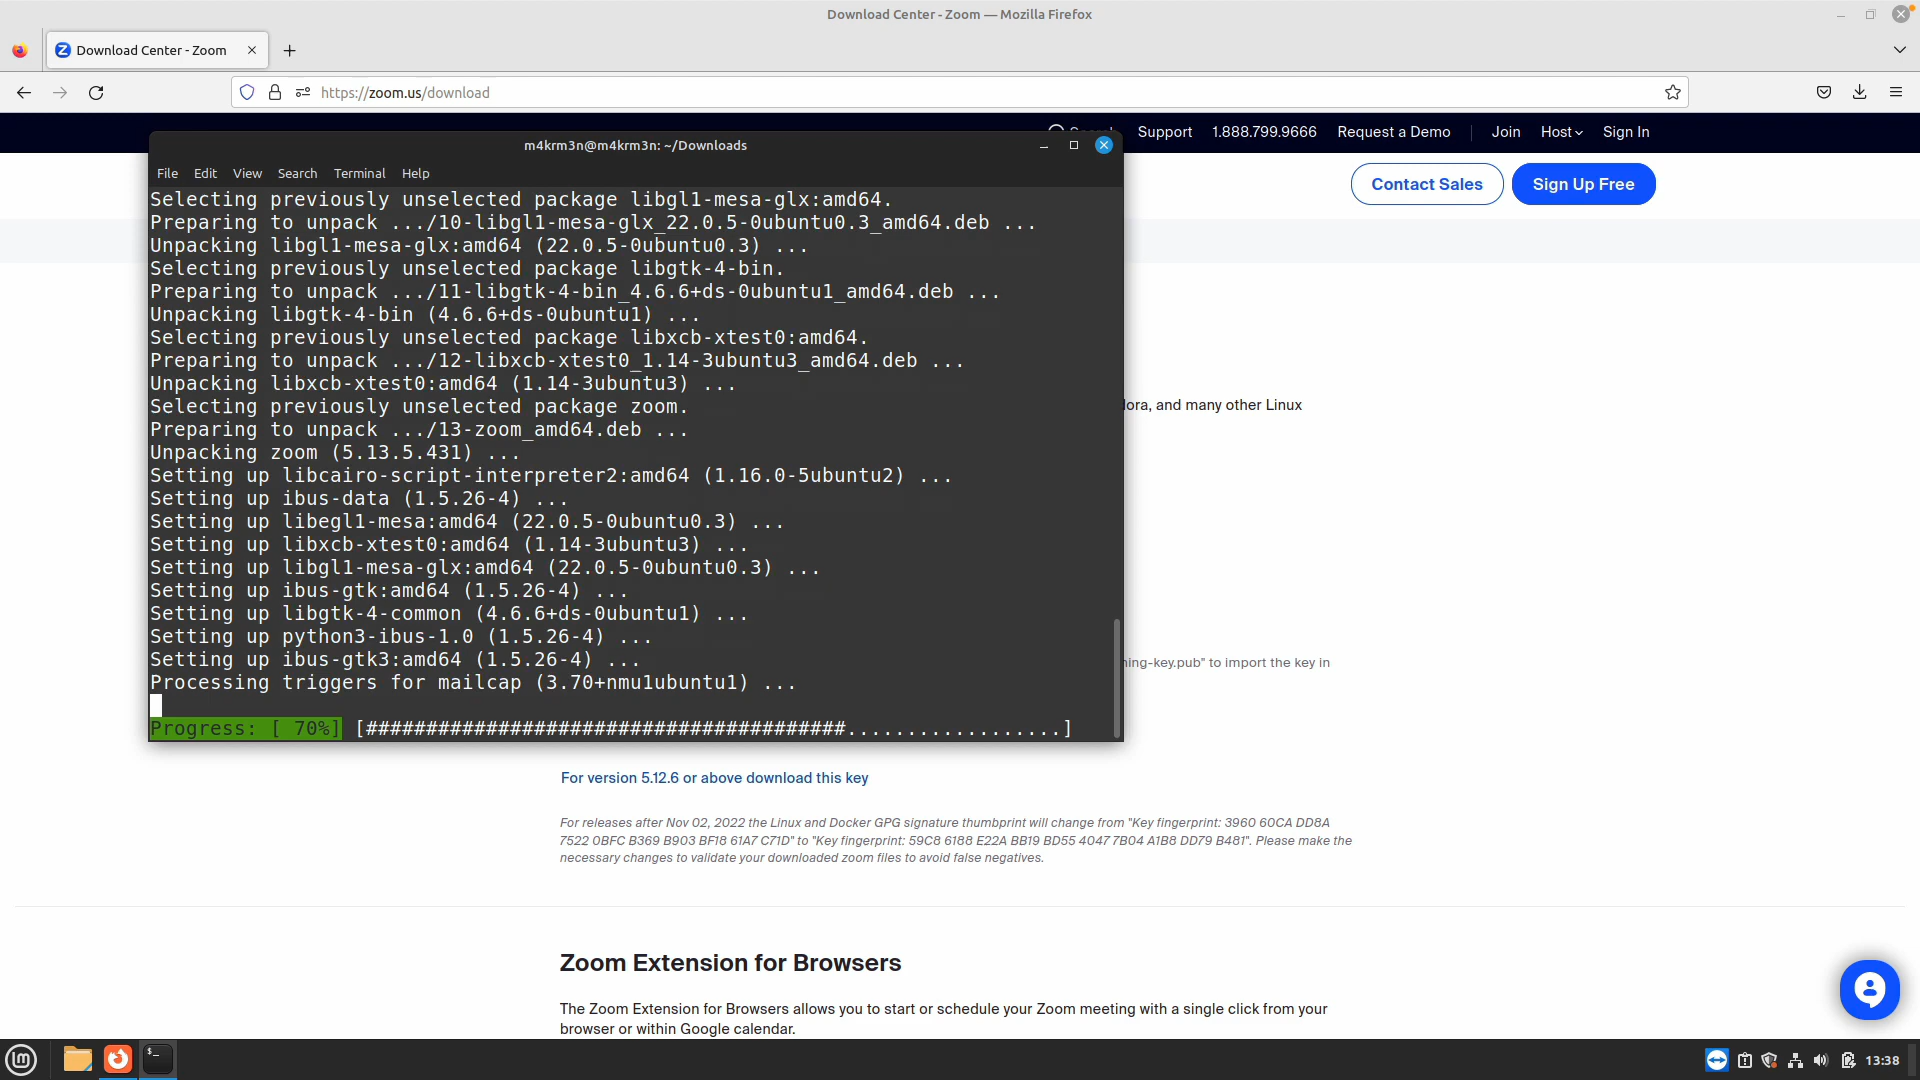 Download Center - Zoom — Mozilla Firefox
Download Center - Zoom
https://zoom.us/download
Support 1.888.799.9666 Request a Demo Join Host Sign In
m4krm3n@m4krm3n: ~/Downloads
File Edit View Search Terminal Help
Contact Sales Sign Up Free
Selecting previously unselected package libgl1-mesa-glx:amd64.
Preparing to unpack .../10-libgl1-mesa-glx_22.0.5-0ubuntu0.3_amd64.deb ...
Unpacking libgl1-mesa-glx:amd64 (22.0.5-0ubuntu0.3) ...
Selecting previously unselected package libgtk-4-bin.
Preparing to unpack .../11-libgtk-4-bin_4.6.6+ds-0ubuntu1_amd64.deb ...
Unpacking libgtk-4-bin (4.6.6+ds-0ubuntu1) ...
Selecting previously unselected package libxcb-xtest0:amd64.
Preparing to unpack .../12-libxcb-xtest0_1.14-3ubuntu3_amd64.deb ...
Unpacking libxcb-xtest0:amd64 (1.14-3ubuntu3) ...
Selecting previously unselected package zoom.
Preparing to unpack .../13-zoom_amd64.deb ...
Unpacking zoom (5.13.5.431) ...
Setting up libcairo-script-interpreter2:amd64 (1.16.0-5ubuntu2) ...
Setting up ibus-data (1.5.26-4) ...
Setting up libegl1-mesa:amd64 (22.0.5-0ubuntu0.3) ...
Setting up libxcb-xtest0:amd64 (1.14-3ubuntu3) ...
Setting up libgl1-mesa-glx:amd64 (22.0.5-0ubuntu0.3) ...
Setting up ibus-gtk:amd64 (1.5.26-4) ...
Setting up libgtk-4-common (4.6.6+ds-0ubuntu1) ...
Setting up python3-ibus-1.0 (1.5.26-4) ...
Setting up ibus-gtk3:amd64 (1.5.26-4) ...
Processing triggers for mailcap (3.70+nmu1ubuntu1) ...
Progress: [ 70%] [########################################..................]
dora, and many other Linux
ning-key.pub" to import the key in
For version 5.12.6 or above download this key
For releases after Nov 02, 2022 the Linux and Docker GPG signature thumbprint will change from "Key fingerprint: 3960 60CA DD8A
7522 0BFC B369 B903 BF18 61A7 C71D" to "Key fingerprint: 59C8 6188 E22A BB19 BD55 4047 7B04 A1B8 DD79 B481". Please make the
necessary changes to validate your downloaded zoom files to avoid false negatives.
Zoom Extension for Browsers
The Zoom Extension for Browsers allows you to start or schedule your Zoom meeting with a single click from your
browser or within Google calendar.
13:38